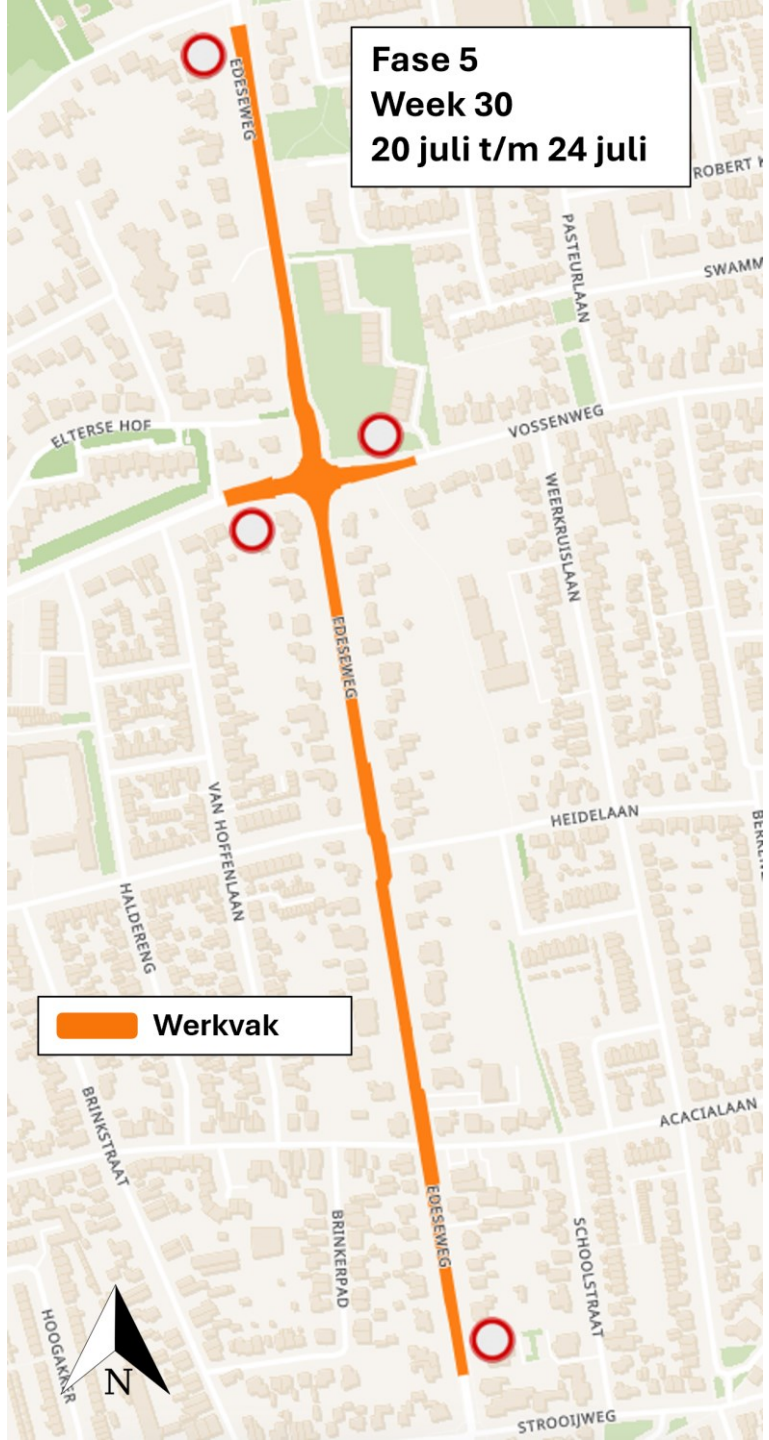 EDESEWEG
Fase 5
Week 30
20 juli t/m 24 juli
ROBERT K
PASTEURLAAN
SWAMM
ELTERSE HOF
VOSSENWEG
WEERKRUISLAAN
EDESEWEG
VAN HOFFENLAAN
HEIDELAAN
HALDERENG
Werkvak
BRINKSTRAAT
ACACIALAAN
EDESEWEG
BRINKERPAD
SCHOOLSTRAAT
HOOGAKKER
N
STROOIJWEG